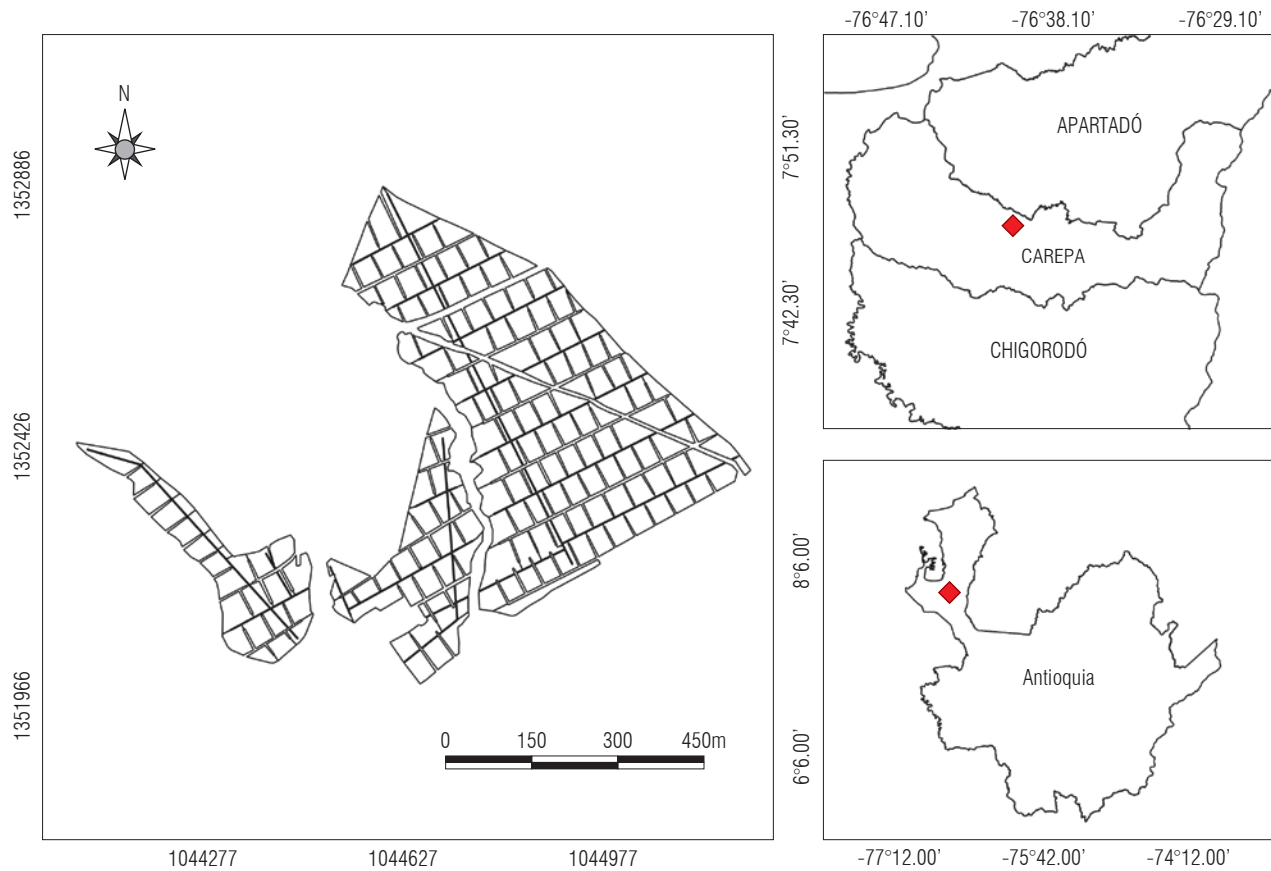 N
1352886
1352426
1351966
0 150 300 450m
1044277 1044627 1044977
-76°47.10’ -76°38.10’ -76°29.10’
7°51.30’
7°42.30’
APARTADÓ
CAREPA
CHIGORODÓ
8°6.00’
6°6.00’
Antioquia
-77°12.00’ -75°42.00’ -74°12.00’